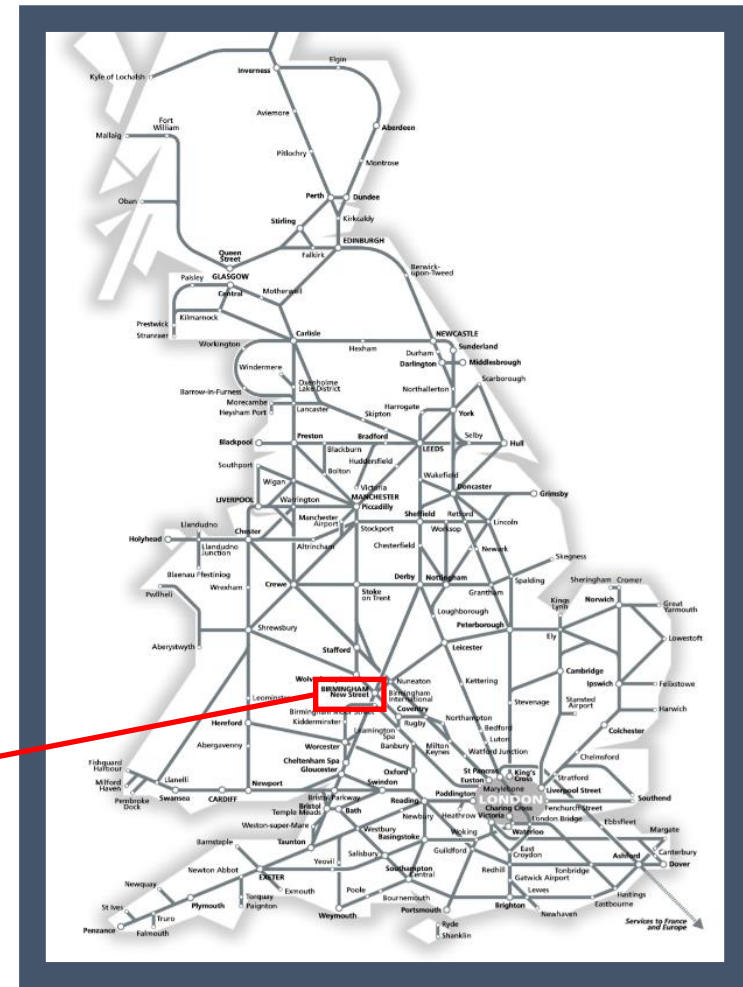 Elgin
Inverness
Kyle of Lochalsh
Aviemore
Fort
William
Mallaig
Aberdeen
Pitlochry
Montrose
Perth
Dundee
Oban
Kirkcaldy
Stirling
EDINBURGH
Queen
Street
Falkirk
Berwick-
upon-Tweed
Paisley
GLASGOW
Central
Motherwell
Prestwick
Kilmarnock
Stranraer
Carlisle
NEWCASTLE
Workington
Hexham
Sunderland
Durham
Darlington
Middlesbrough
Windermere
Oxenholme
Lake District
Scarborough
Barrow-in-Furness
Northallerton
Morecambe
Heysham Port
Lancaster
Harrogate
Skipton
York
Blackpool
Preston
Bradford
Selby
Hull
Blackburn
LEEDS
Huddersfield
Southport
Bolton
Wakefield
Wigan
Victoria
Doncaster
Grimsby
LIVERPOOL
Warrington
MANCHESTER
Piccadilly
Manchester
Airport
Sheffield
Retford
Lincoln
Llandudno
Stockport
Worksop
Holyhead
Chester
Llandudno
Junction
Altrincham
Chesterfield
Newark
Skegness
Blaenau Ffestiniog
Wrexham
Crewe
Derby
Nottingham
Spalding
Sheringham
Cromer
Pwllheli
Stoke
on Trent
Grantham
Kings
Lynn
Norwich
Great
Yarmouth
Loughborough
Shrewsbury
Peterborough
Ely
Lowestoft
Aberystwyth
Stafford
Leicester
Cambridge
Nuneaton
Kettering
Ipswich
Felixstowe
BIRMINGHAM
New Street
Birmingham
International
Leominster
Stevenage
Stansted
Airport
Harwich
Coventry
Kidderminster
Hereford
Rugby
Northampton
Colchester
Leamington
Spa
Bedford
Abergavenny
Worcester
Banbury
Milton
Keynes
Luton
Watford Junction
Chelmsford
Cheltenham Spa
Fishguard
Harbour
Gloucester
Oxford
St Pancras
King's
Cross
Stratford
Milford
Haven
Llanelli
Newport
Swindon
Euston
Marylebone
Liverpool Street
Pembroke
Dock
Swansea
CARDIFF
Bristol Parkway
Reading
Paddington
LONDON
Southend
Bristol
Temple Meads
Bath
Charing Cross
Fenchurch Street
Newbury
Heathrow
Victoria
London Bridge
Ebbsfleet
Weston-super-Mare
Westbury
Basingstoke
Woking
Waterloo
Margate
Barnstaple
Taunton
Salisbury
Guildford
East
Croydon
Canterbury
Yeovil
Ashford
Dover
Newton Abbot
EXETER
Southampton
Central
Redhill
Tonbridge
Gatwick Airport
Newquay
Exmouth
Poole
Lewes
Hastings
Torquay
Paignton
Bournemouth
Eastbourne
St Ives
Plymouth
Weymouth
Portsmouth
Brighton
Newhaven
Truro
Penzance
Falmouth
Ryde
Shanklin
Services to France
and Europe